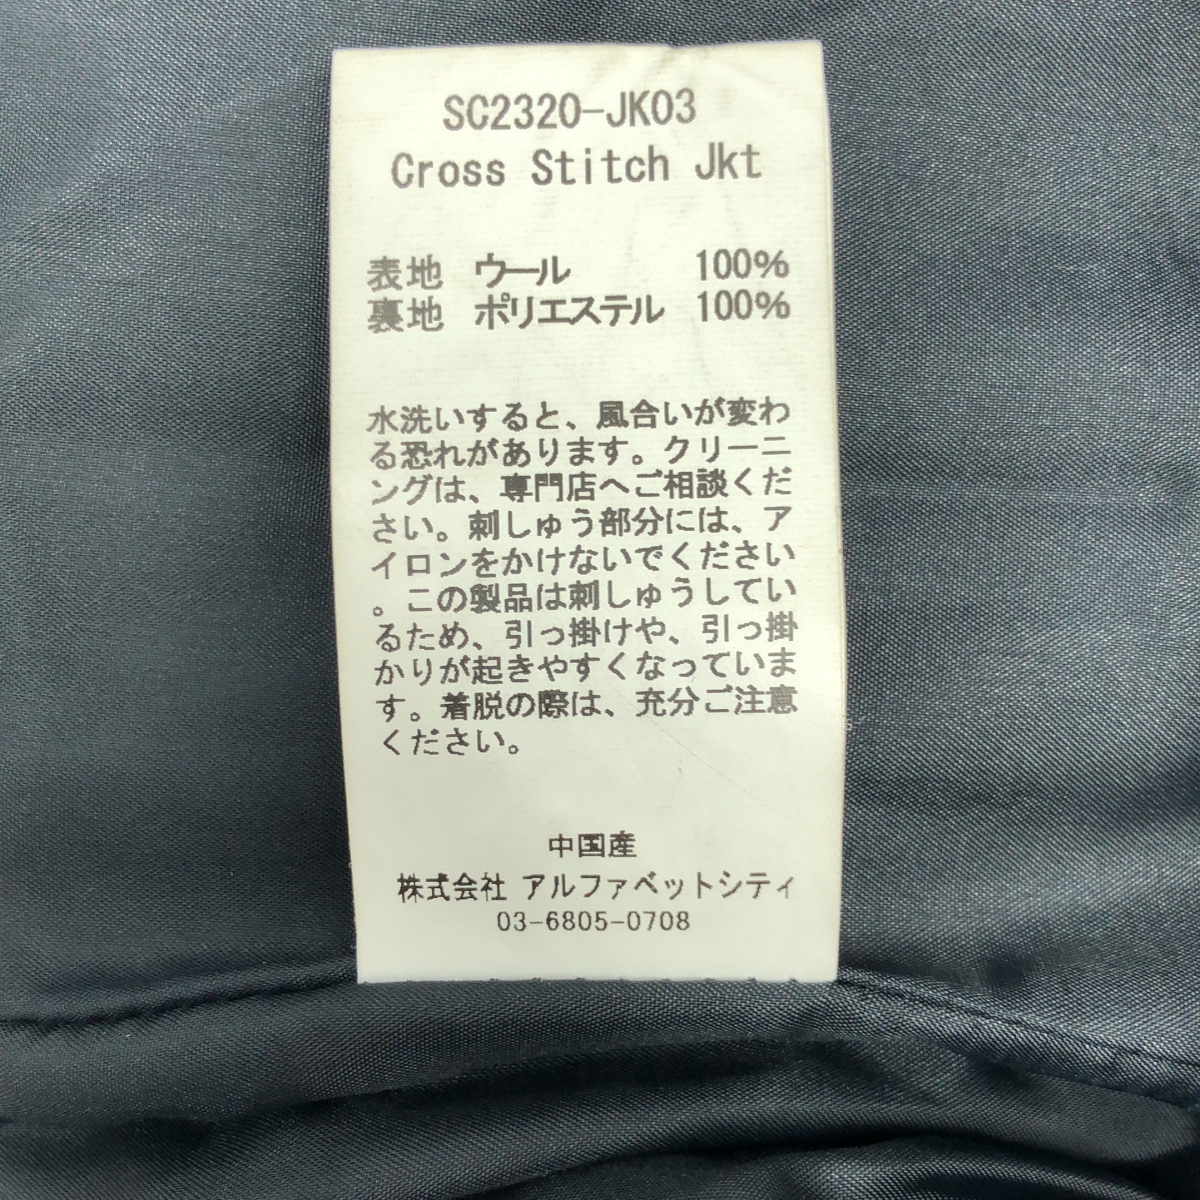 SC2320-JK03
Cross Stitch Jkt
表地 ウール 100%
裏地 ポリエステル 100%
水洗いすると、風合いが変わ
る恐れがあります。クリーニ
ングは、専門店へご相談くだ
さい。刺しゅう部分には、ア
イロンをかけないでください
。この製品は刺しゅうしてい
るため、引っ掛けや、引っ掛
かりが起きやすくなっていま
す。着脱の際は、充分ご注意
ください。
中国産
株式会社 アルファベットシティ
03-6805-0708